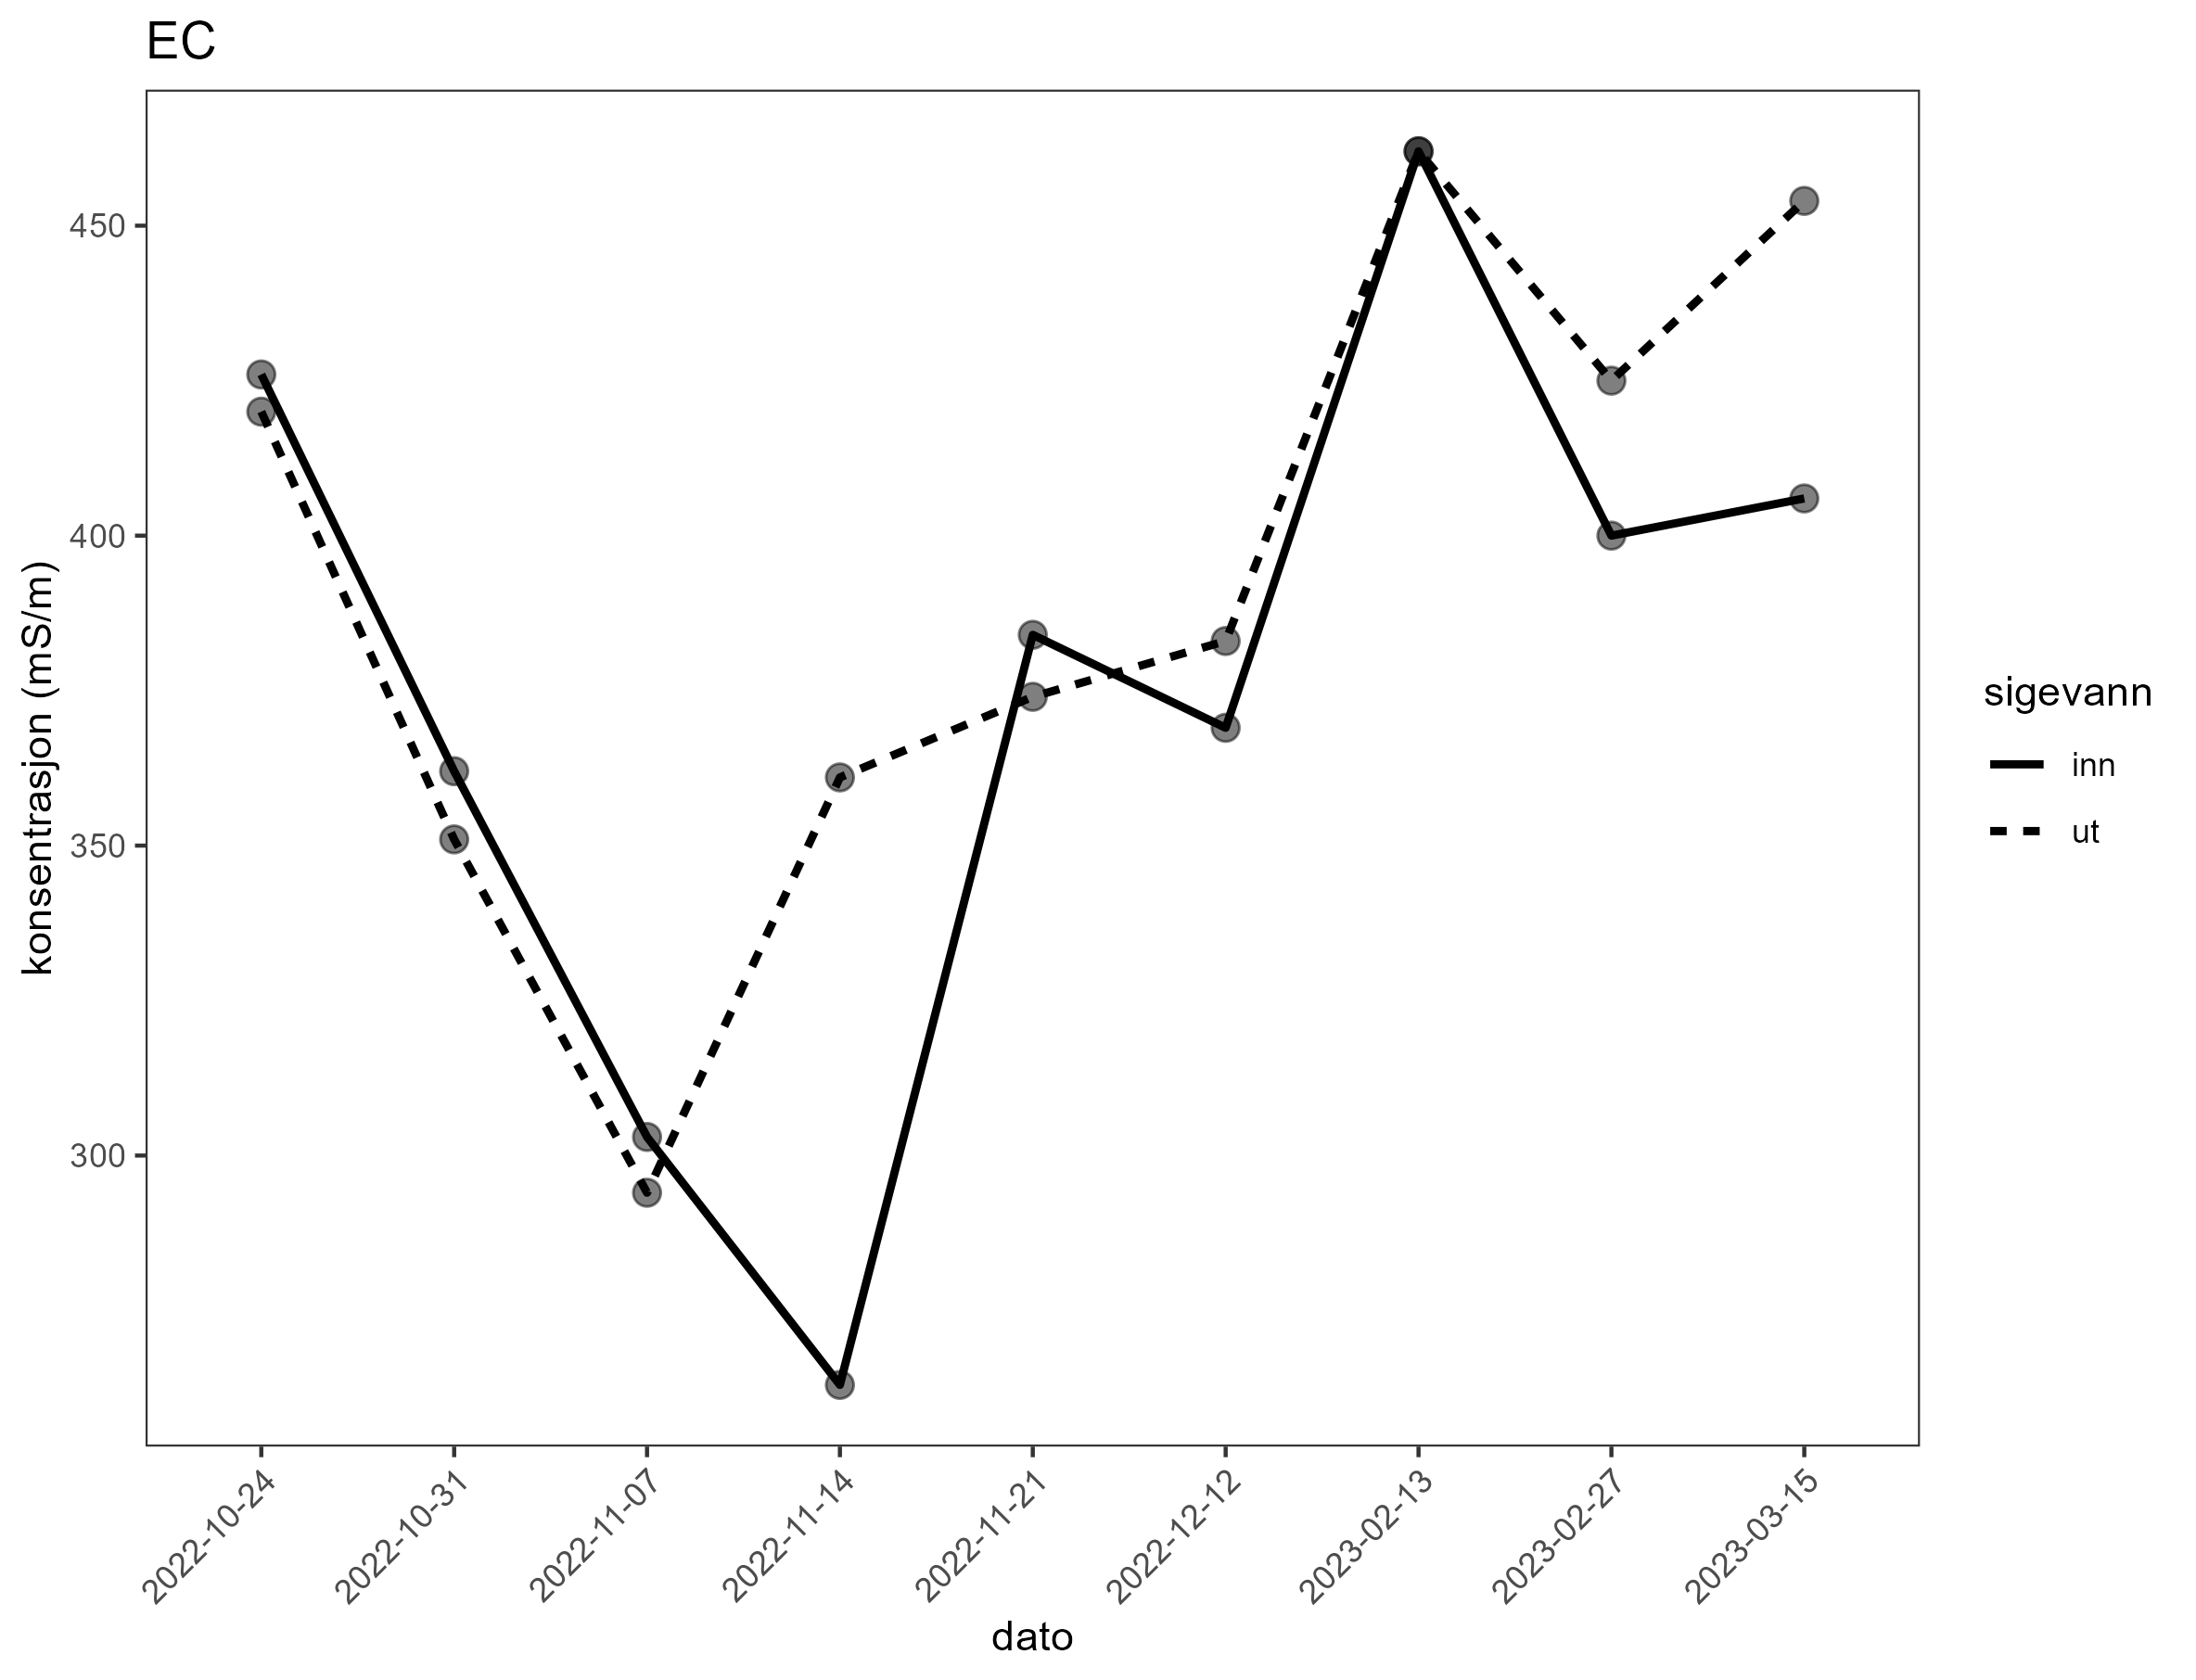 EC
konsentrasjon (mS/m)
450
400
350
300
2022-10-24
2022-10-31
2022-11-07
2022-11-14
2022-11-21
2022-12-12
2023-02-13
2023-02-27
2023-03-15
dato
sigevann
inn
ut